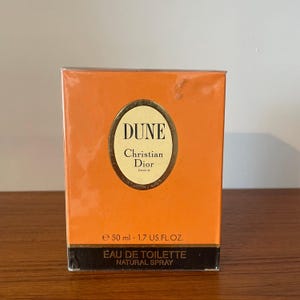 DUNE
Christian
Dior
℮ 50 ml - 1.7 US FL.OZ.
EAU DE TOILETTE
NATURAL SPRAY